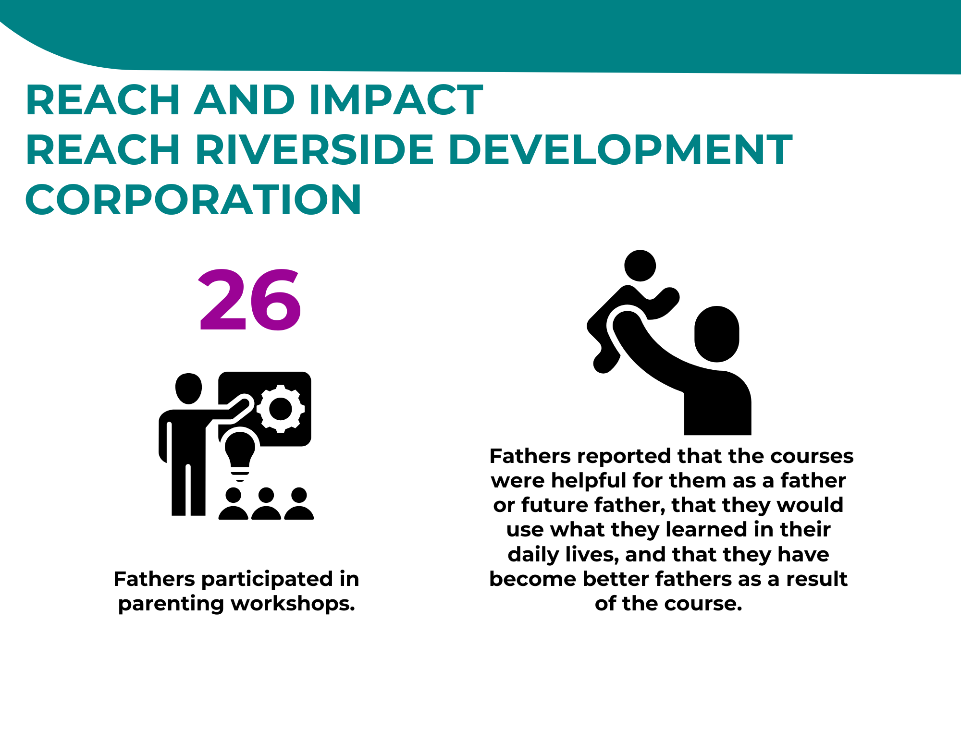 REACH AND IMPACT
REACH RIVERSIDE DEVELOPMENT
CORPORATION
26
Fathers participated in
parenting workshops.
Fathers reported that the courses
were helpful for them as a father
or future father, that they would
use what they learned in their
daily lives, and that they have
become better fathers as a result
of the course.